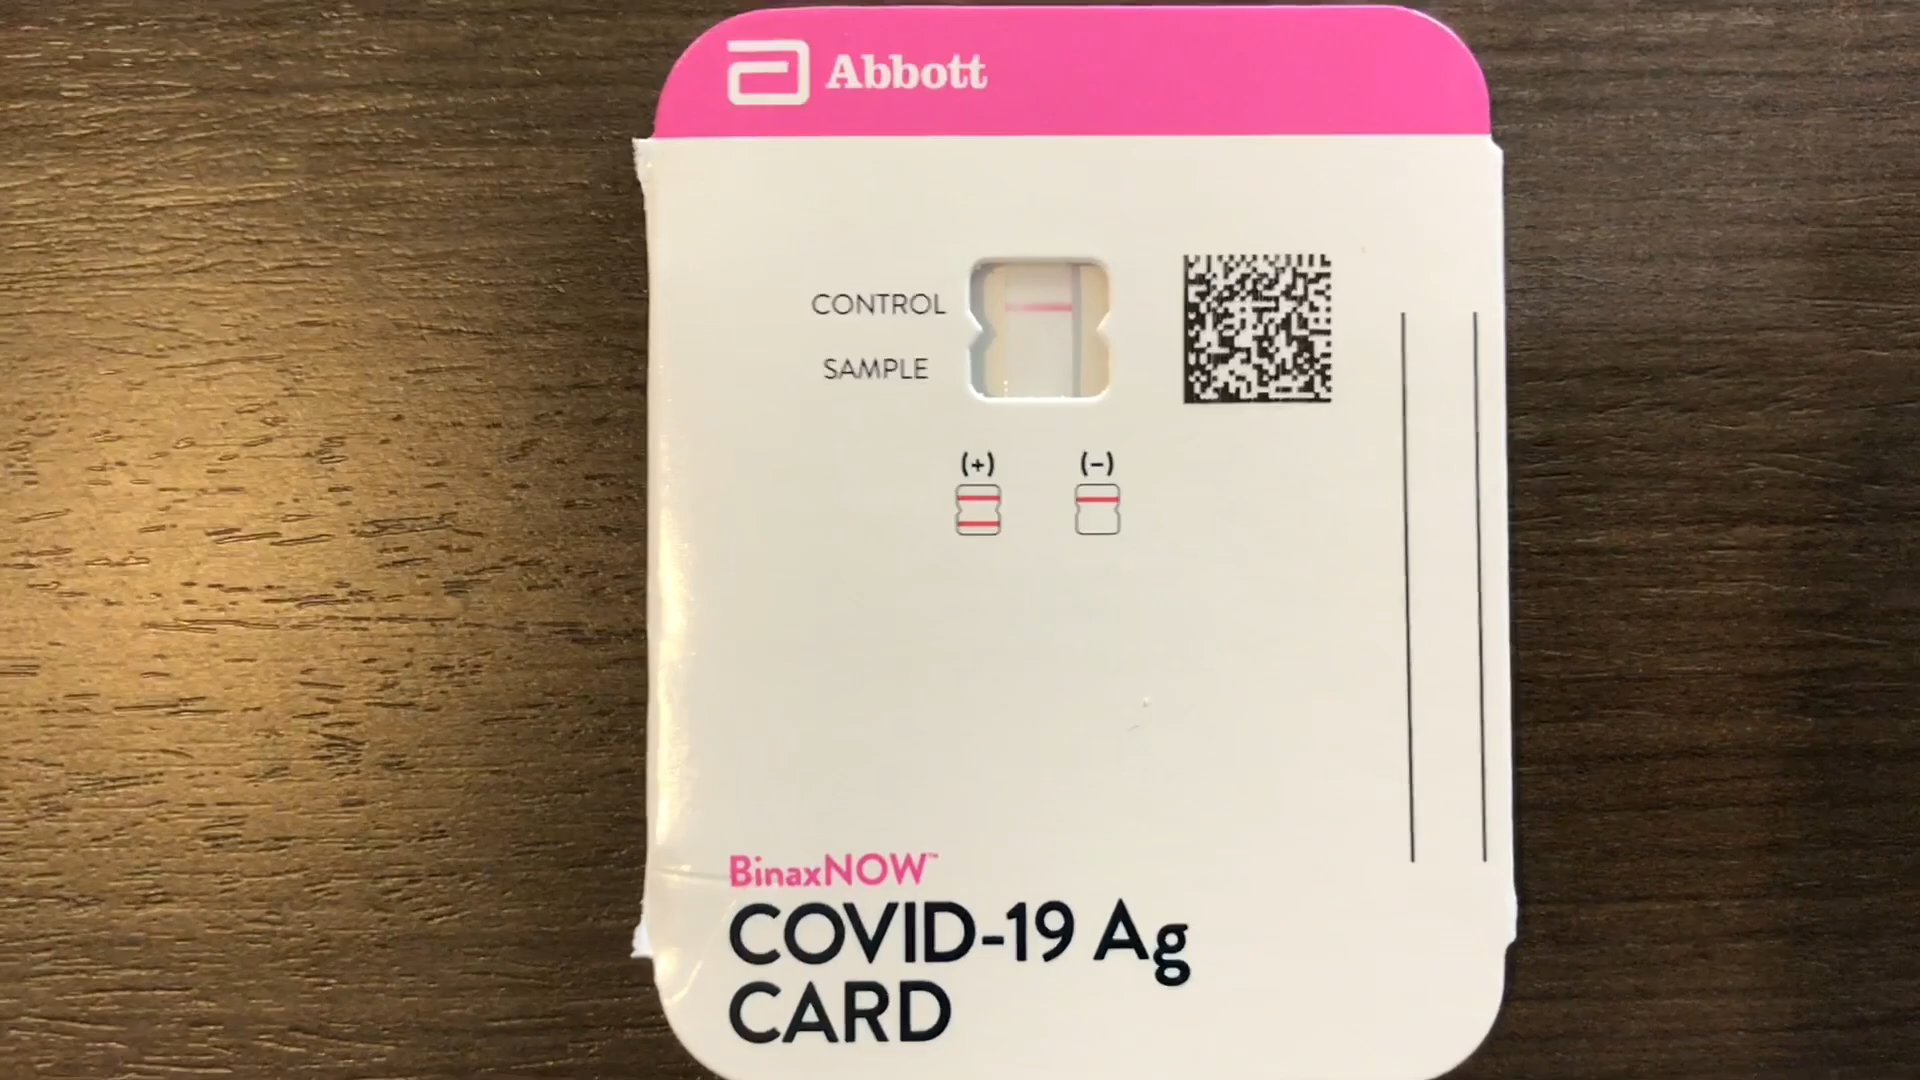 Abbott
CONTROL
SAMPLE
(+) (-)
BinaxNOW™
COVID-19 Ag
CARD